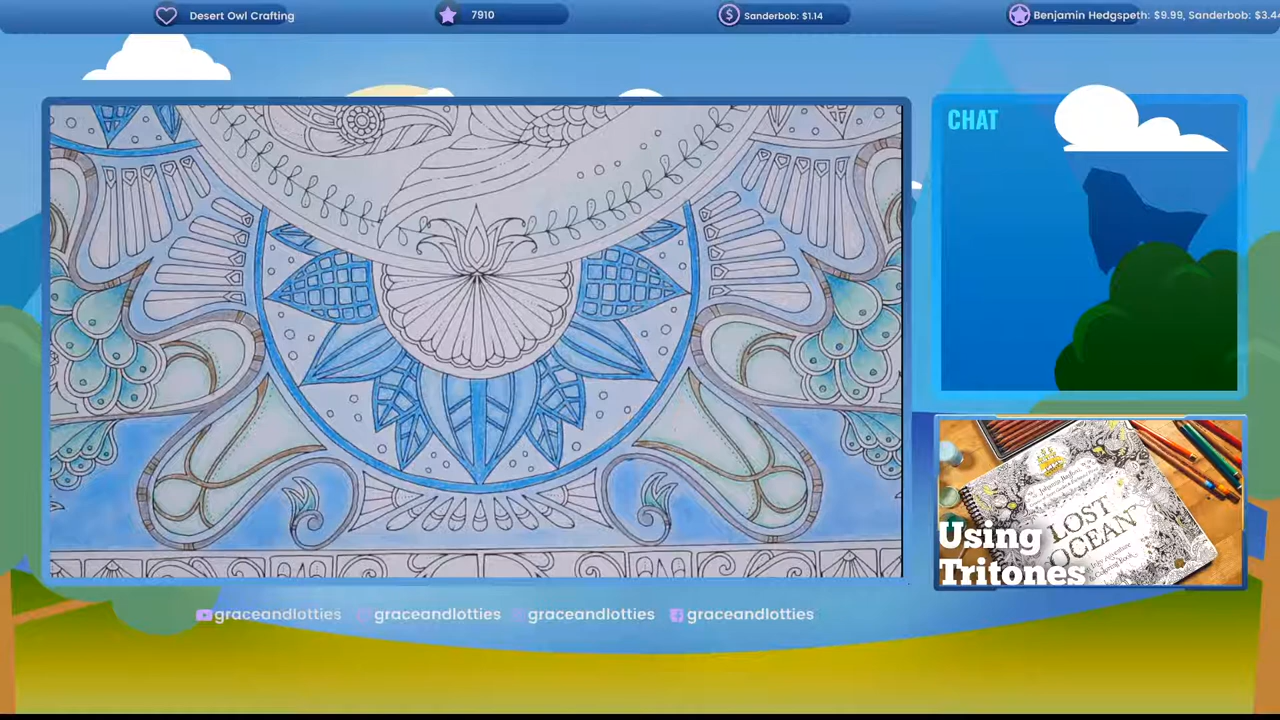 Desert Owl Crafting
7910
Sanderbob: $1.14
Benjamin Hedgspeth: $9.99, Sanderbob: $3.4
CHAT
LOST
OCEAN
Using
Tritones
graceandlotties
graceandlotties
graceandlotties
graceandlotties